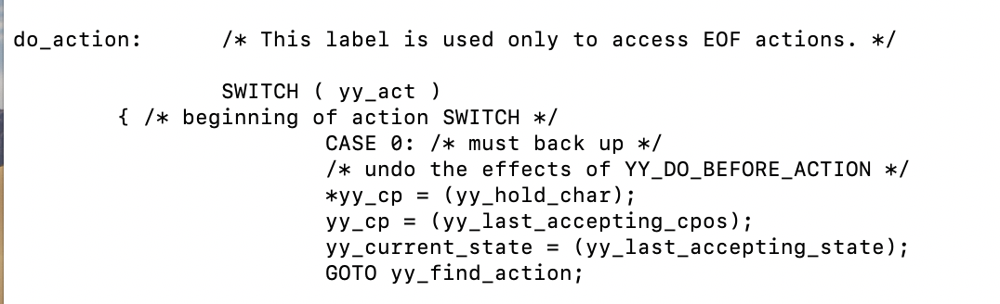 do_action: /* This label is used only to access EOF actions. */
SWITCH ( yy_act )
{ /* beginning of action SWITCH */
CASE 0: /* must back up */
/* undo the effects of YY_DO_BEFORE_ACTION */
*yy_cp = (yy_hold_char);
yy_cp = (yy_last_accepting_cpos);
yy_current_state = (yy_last_accepting_state);
GOTO yy_find_action;